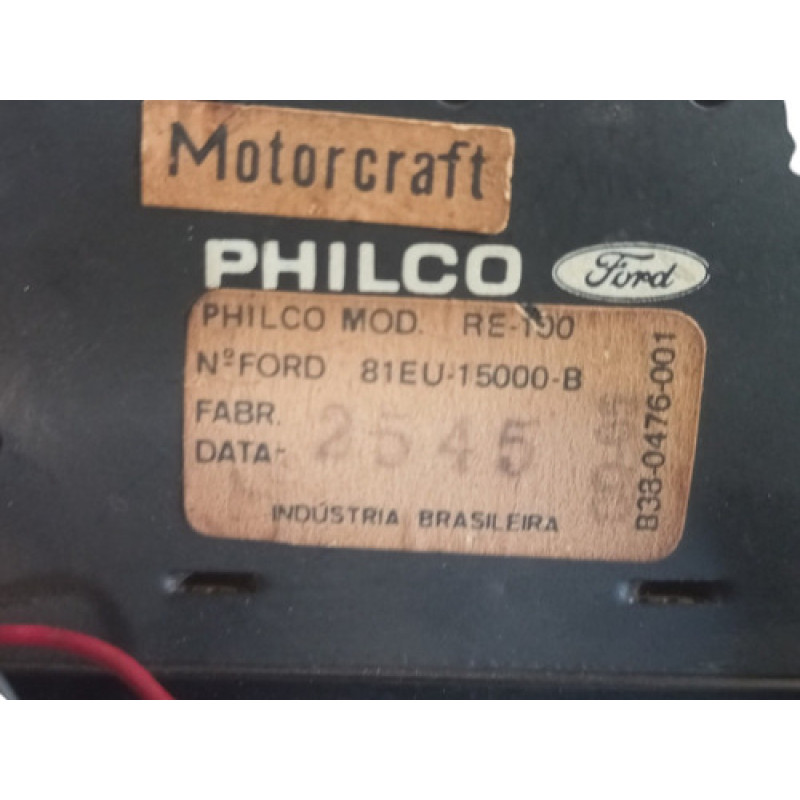 Motorcraft
PHILCO Ford
PHILCO MOD. RE-100
Nº FORD 81EU-15000-B
FABR.
DATA- 2545
INDÚSTRIA BRASILEIRA
B38-0476-001